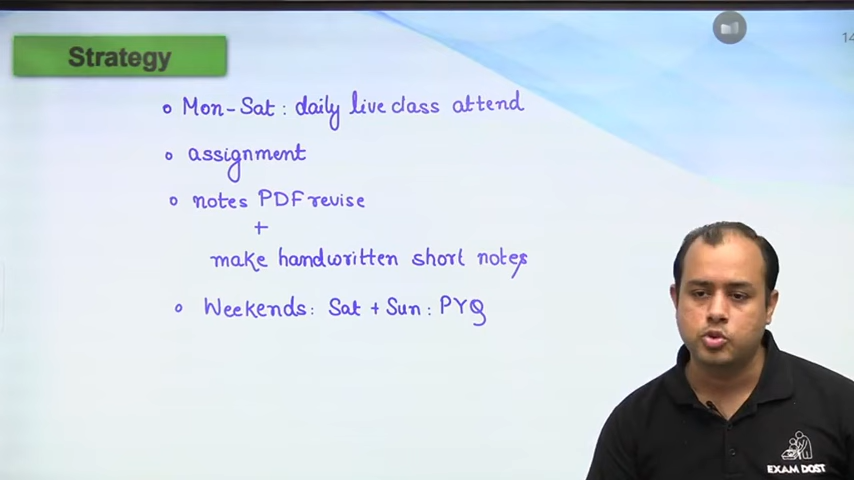 Strategy
14
Mon-Sat: daily live class attend
assignment
notes PDF revise
+
make handwritten short notes
Weekends: Sat + Sun: PYQ
EXAM DOST